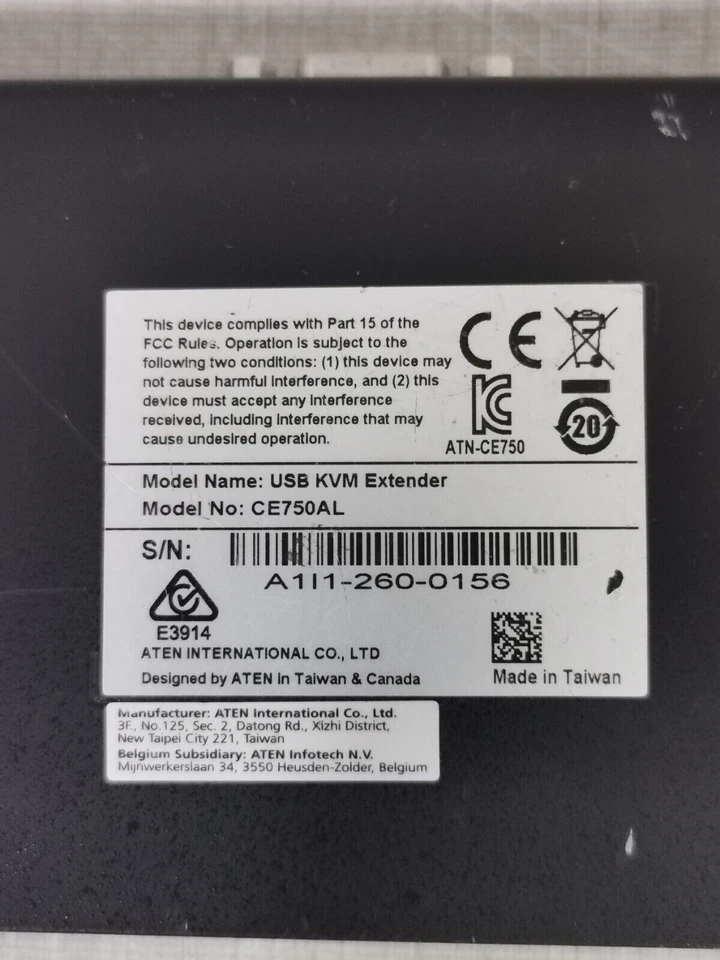 This device complies with Part 15 of the
FCC Rules. Operation is subject to the
following two conditions: (1) this device may
not cause harmful interference, and (2) this
device must accept any interference
received, including interference that may
cause undesired operation.
CE
KC
ATN-CE750
20
Model Name: USB KVM Extender
Model No: CE750AL
S/N:
A1I1-260-0156
E3914
ATEN INTERNATIONAL CO., LTD
Designed by ATEN in Taiwan & Canada
Made in Taiwan
Manufacturer: ATEN International Co., Ltd.
3F., No.125, Sec. 2, Datong Rd., Xizhi District,
New Taipei City 221, Taiwan
Belgium Subsidiary: ATEN Infotech N.V.
Mijnwerkerslaan 34, 3550 Heusden-Zolder, Belgium